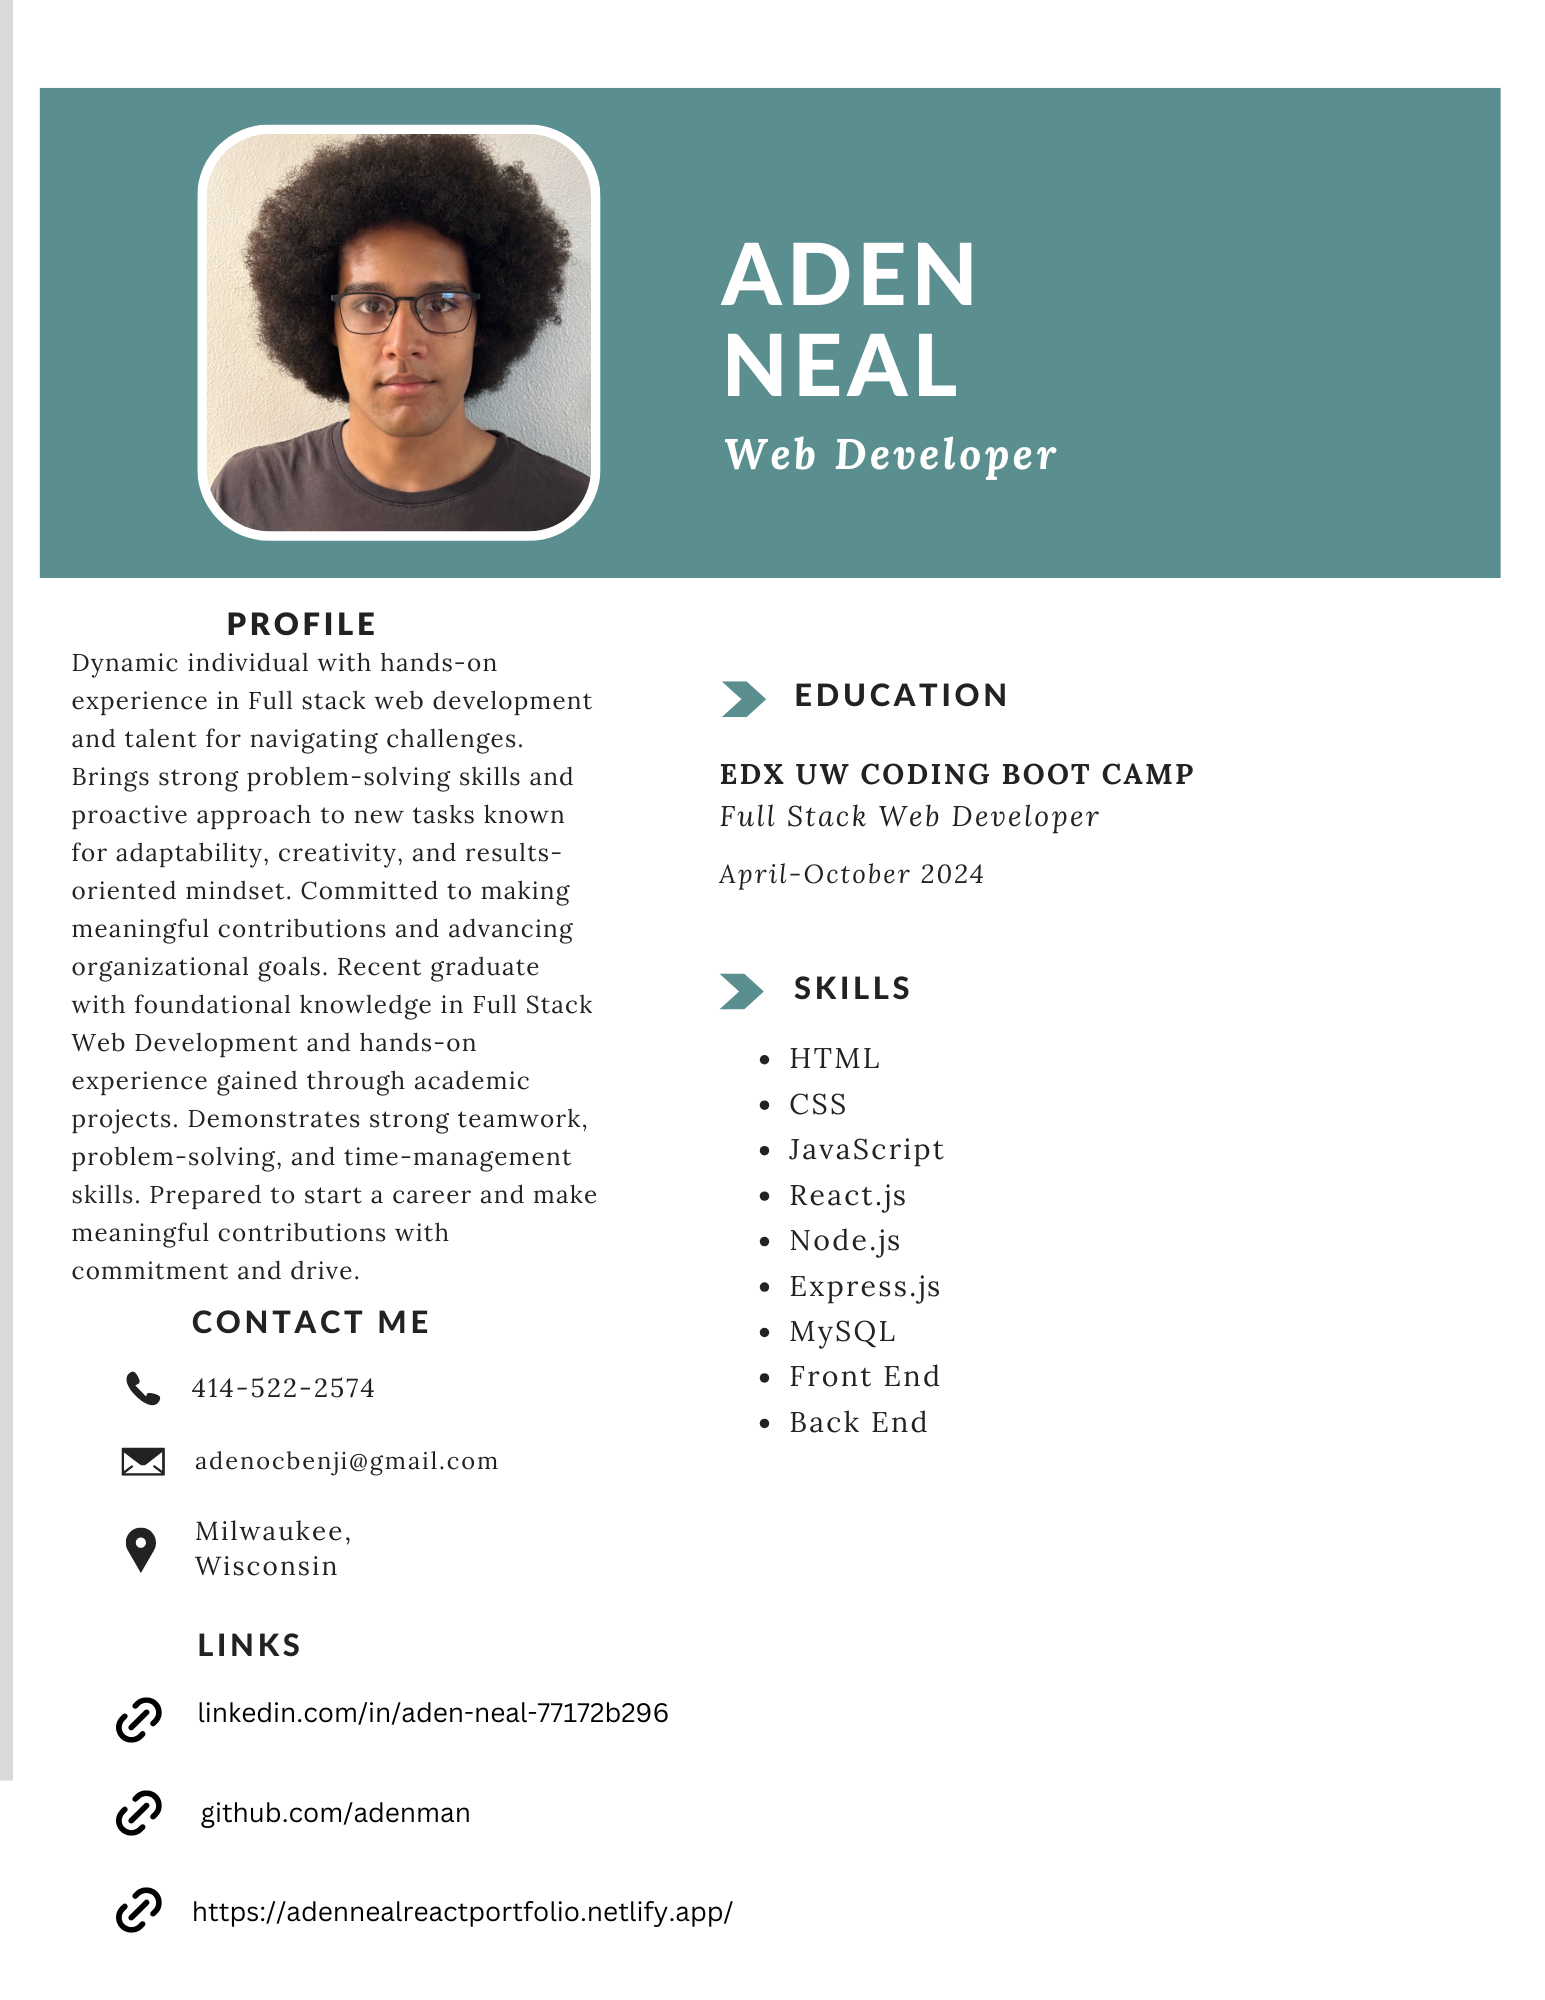 ADEN
NEAL
Web Developer
PROFILE
Dynamic individual with hands-on
experience in Full stack web development
and talent for navigating challenges.
Brings strong problem-solving skills and
proactive approach to new tasks known
for adaptability, creativity, and results-
oriented mindset. Committed to making
meaningful contributions and advancing
organizational goals. Recent graduate
with foundational knowledge in Full Stack
Web Development and hands-on
experience gained through academic
projects. Demonstrates strong teamwork,
problem-solving, and time-management
skills. Prepared to start a career and make
meaningful contributions with
commitment and drive.
CONTACT ME
414-522-2574
adenocbenji@gmail.com
Milwaukee,
Wisconsin
LINKS
linkedin.com/in/aden-neal-77172b296
github.com/adenman
https://adennealreactportfolio.netlify.app/
EDUCATION
EDX UW CODING BOOT CAMP
Full Stack Web Developer
April-October 2024
SKILLS
• HTML
• CSS
• JavaScript
• React.js
• Node.js
• Express.js
• MySQL
• Front End
• Back End